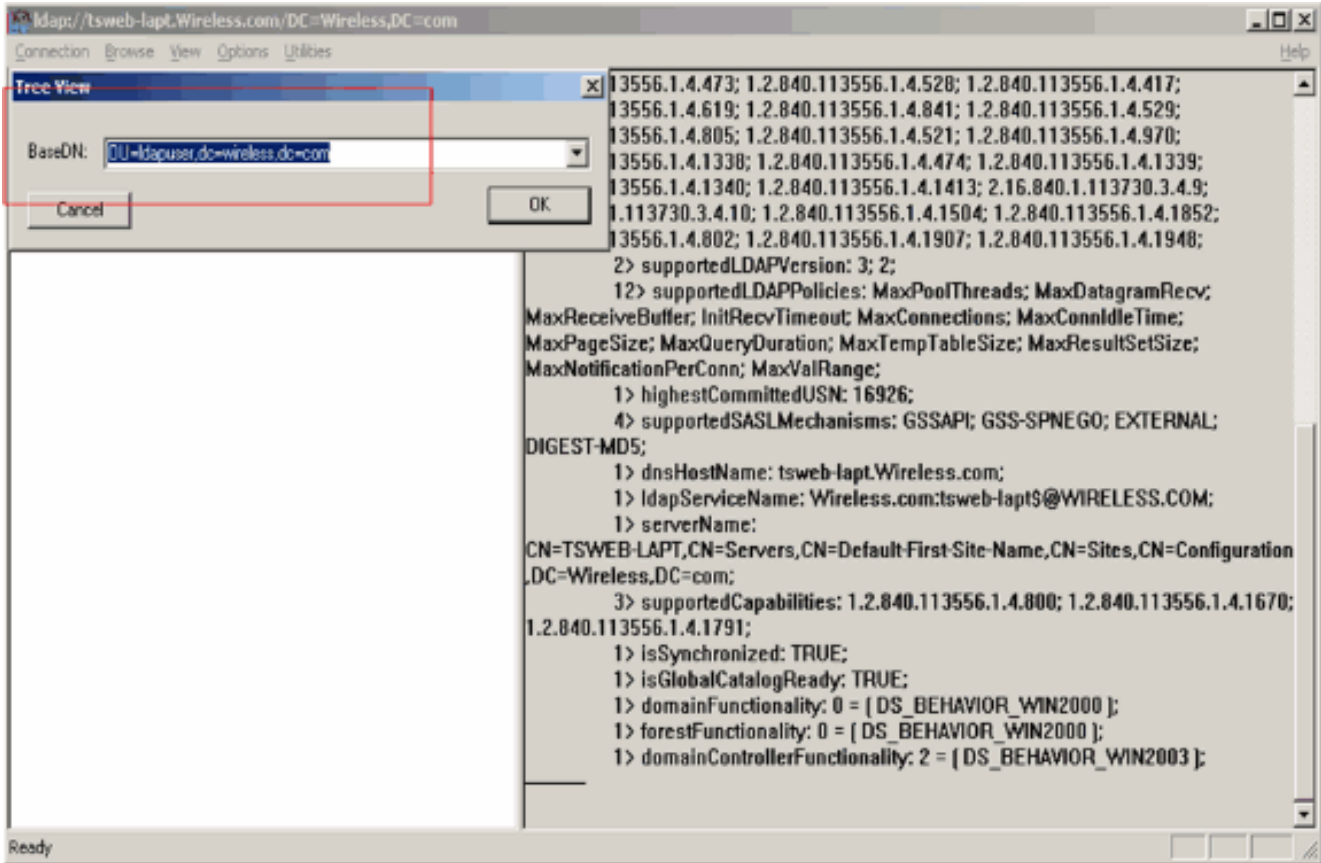 ldap://tsweb-lapt.Wireless.com/DC=Wireless,DC=com
Connection Browse View Options Utilities Help
Tree View
BaseDN: OU=ldapuser,dc=wireless,dc=com
Cancel
OK
13556.1.4.473; 1.2.840.113556.1.4.528; 1.2.840.113556.1.4.417;
13556.1.4.619; 1.2.840.113556.1.4.841; 1.2.840.113556.1.4.529;
13556.1.4.805; 1.2.840.113556.1.4.521; 1.2.840.113556.1.4.970;
13556.1.4.1338; 1.2.840.113556.1.4.474; 1.2.840.113556.1.4.1339;
13556.1.4.1340; 1.2.840.113556.1.4.1413; 2.16.840.1.113730.3.4.9;
1.113730.3.4.10; 1.2.840.113556.1.4.1504; 1.2.840.113556.1.4.1852;
13556.1.4.802; 1.2.840.113556.1.4.1907; 1.2.840.113556.1.4.1948;
2> supportedLDAPVersion: 3; 2;
12> supportedLDAPPolicies: MaxPoolThreads; MaxDatagramRecv;
MaxReceiveBuffer; InitRecvTimeout; MaxConnections; MaxConnIdleTime;
MaxPageSize; MaxQueryDuration; MaxTempTableSize; MaxResultSetSize;
MaxNotificationPerConn; MaxValRange;
1> highestCommittedUSN: 16926;
4> supportedSASLMechanisms: GSSAPI; GSS-SPNEGO; EXTERNAL;
DIGEST-MD5;
1> dnsHostName: tsweb-lapt.Wireless.com;
1> ldapServiceName: Wireless.com:tsweb-lapt$@WIRELESS.COM;
1> serverName:
CN=TSWEB-LAPT,CN=Servers,CN=Default-First-Site-Name,CN=Sites,CN=Configuration
,DC=Wireless,DC=com;
3> supportedCapabilities: 1.2.840.113556.1.4.800; 1.2.840.113556.1.4.1670;
1.2.840.113556.1.4.1791;
1> isSynchronized: TRUE;
1> isGlobalCatalogReady: TRUE;
1> domainFunctionality: 0 = ( DS_BEHAVIOR_WIN2000 );
1> forestFunctionality: 0 = ( DS_BEHAVIOR_WIN2000 );
1> domainControllerFunctionality: 2 = ( DS_BEHAVIOR_WIN2003 );
Ready